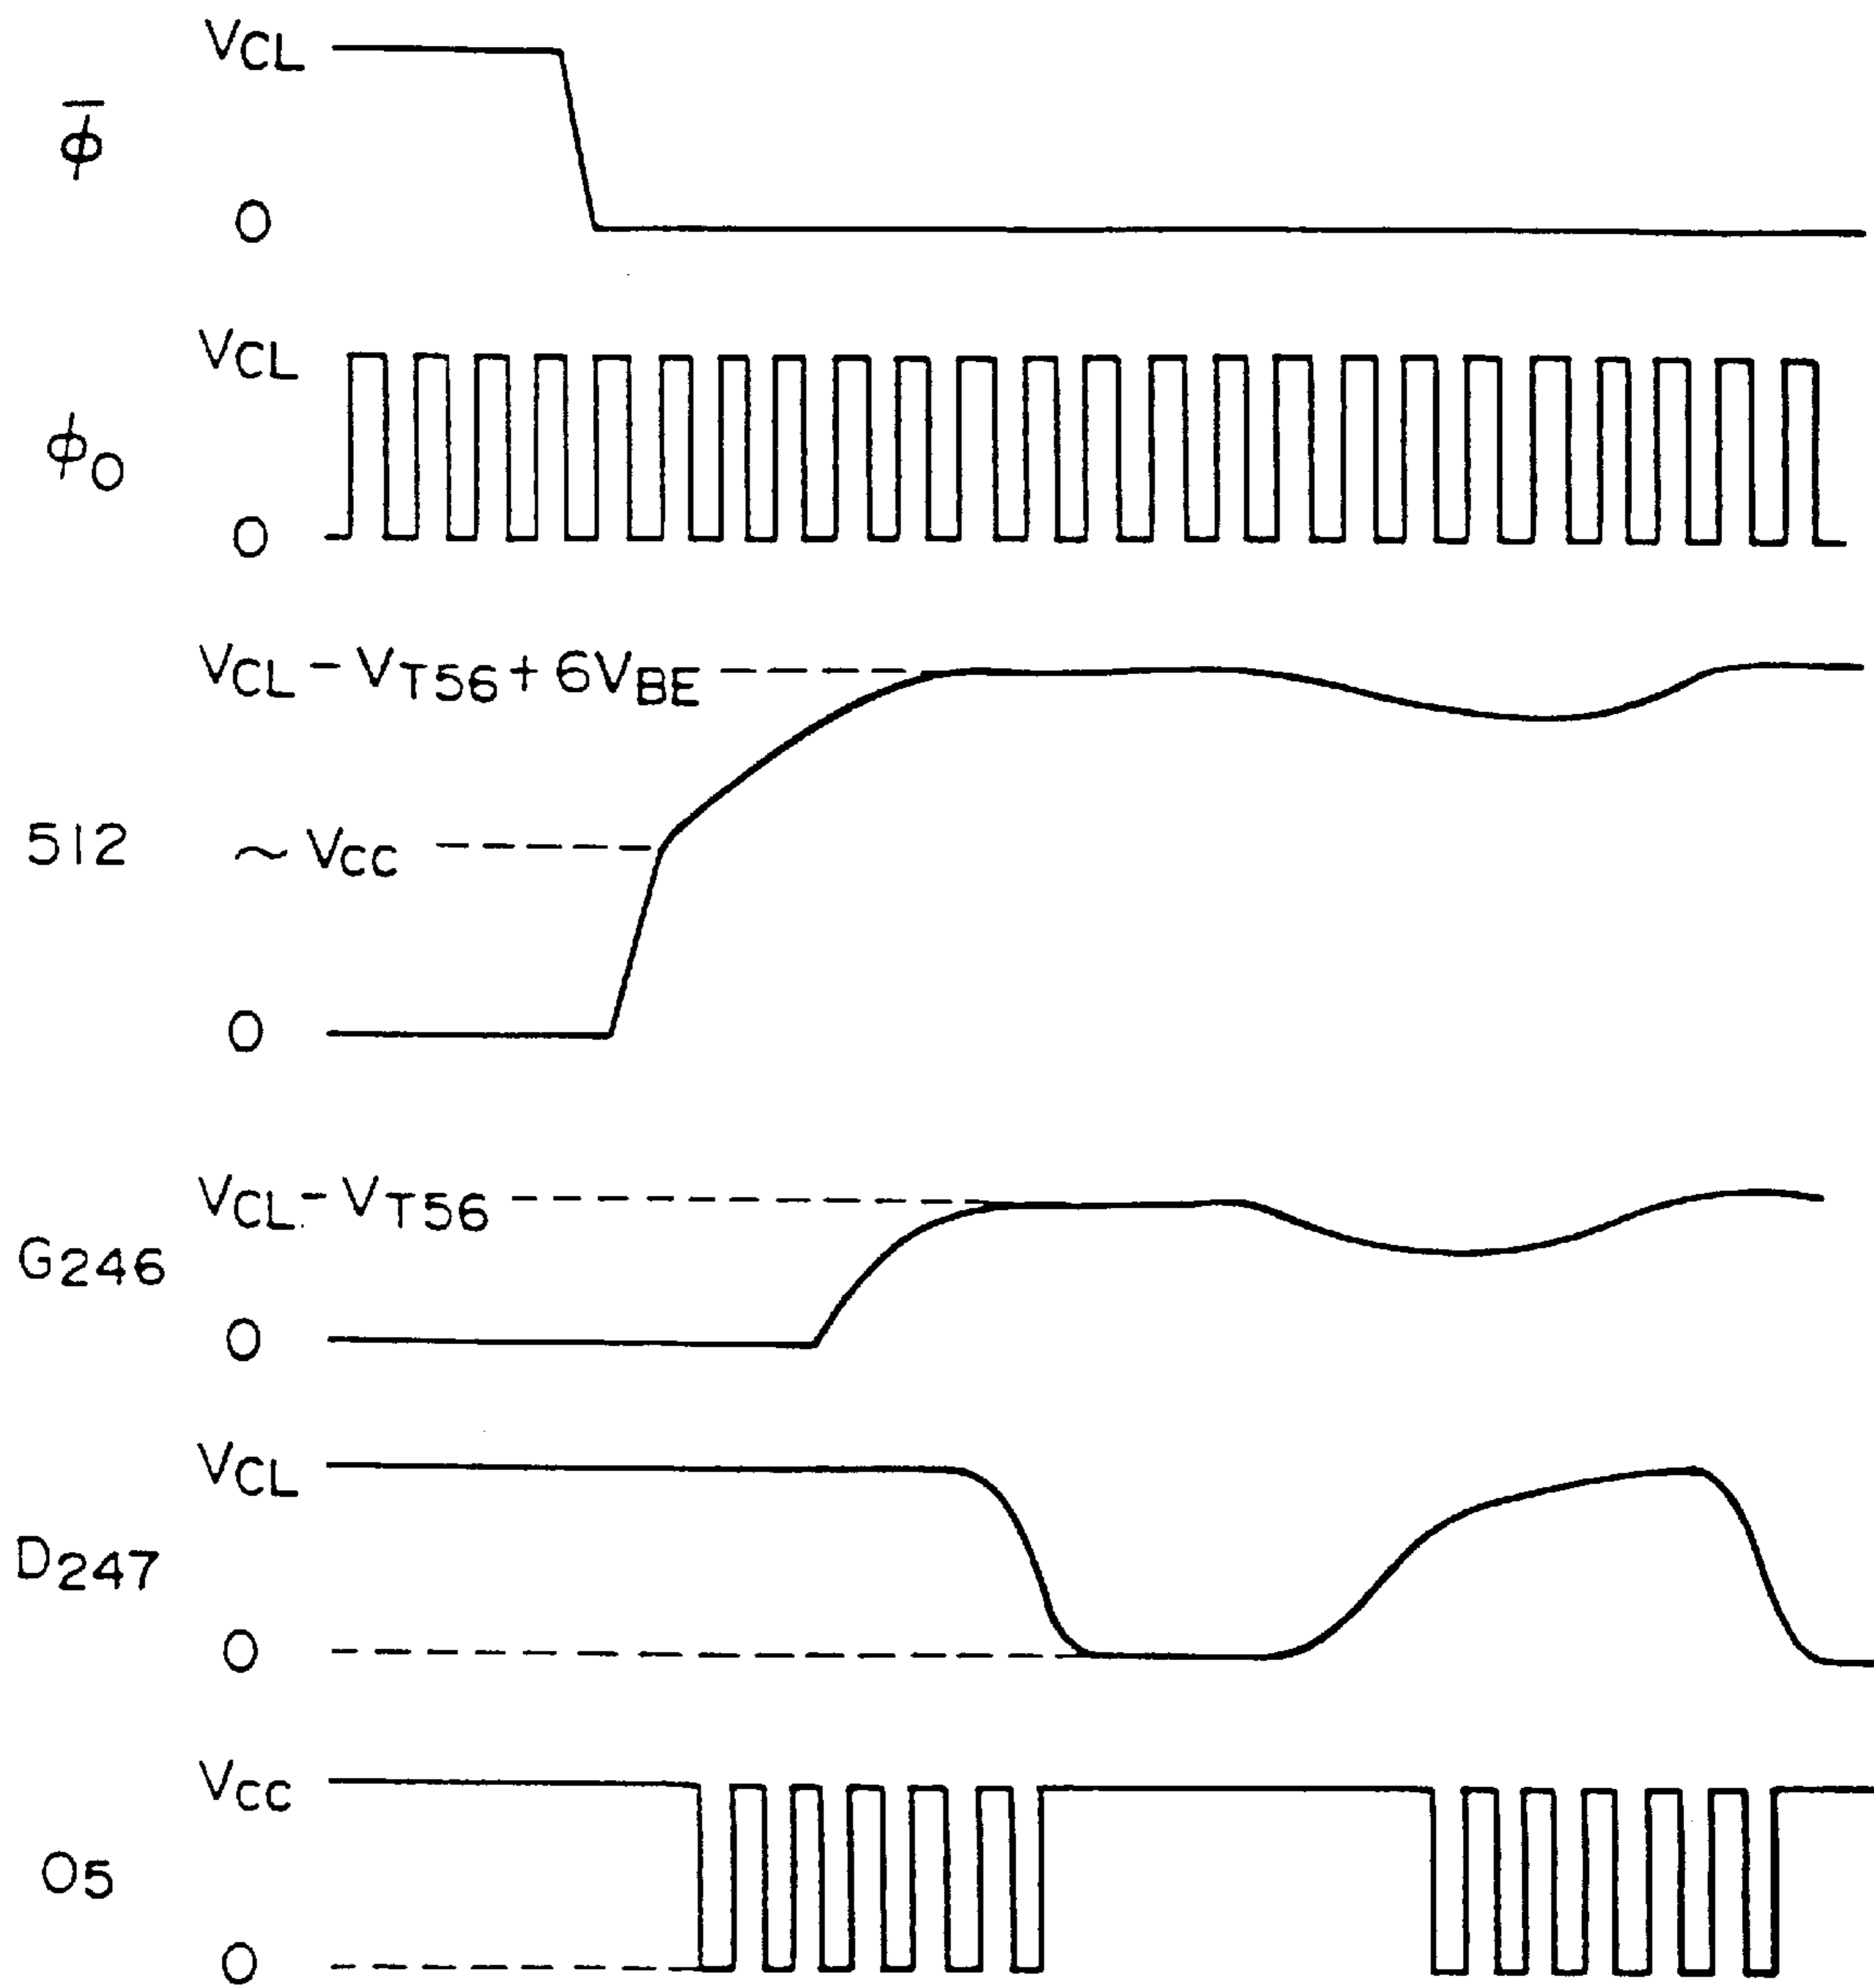 VCL
φ̅
0
VCL
φ0
0
VCL - VT56 + 6VBE
512 ~ VCC
0
VCL - VT56
G246
0
VCL
D247
0
VCC
O5
0